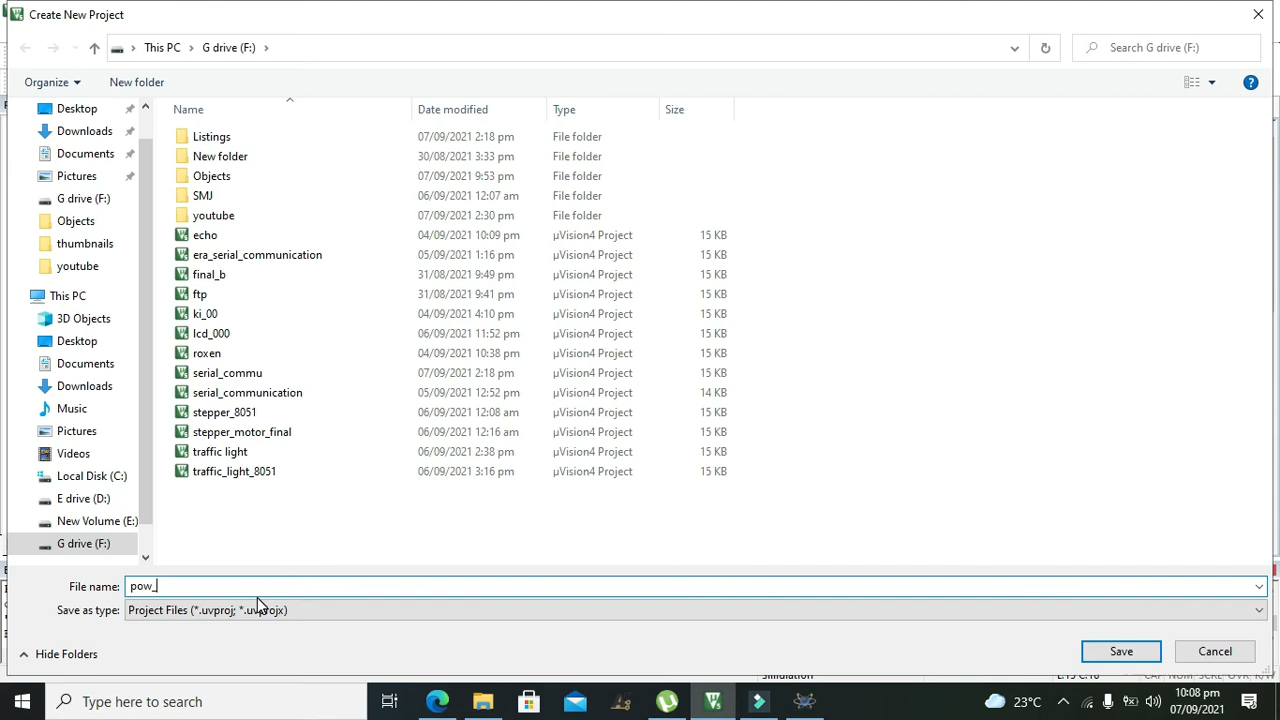 Create New Project
This PC > G drive (F:) >
Search G drive (F:)
Organize
New folder
Name
Date modified
Type
Size
Desktop
Downloads
Documents
Pictures
G drive (F:)
Objects
thumbnails
youtube
This PC
3D Objects
Desktop
Documents
Downloads
Music
Pictures
Videos
Local Disk (C:)
E drive (D:)
New Volume (E:)
G drive (F:)
Listings 07/09/2021 2:18 pm File folder
New folder 30/08/2021 3:33 pm File folder
Objects 07/09/2021 9:53 pm File folder
SMJ 06/09/2021 12:07 am File folder
youtube 07/09/2021 2:30 pm File folder
echo 04/09/2021 10:09 pm µVision4 Project 15 KB
era_serial_communication 05/09/2021 1:16 pm µVision4 Project 15 KB
final_b 31/08/2021 9:49 pm µVision4 Project 15 KB
ftp 31/08/2021 9:41 pm µVision4 Project 15 KB
ki_00 04/09/2021 4:10 pm µVision4 Project 15 KB
lcd_000 06/09/2021 11:52 pm µVision4 Project 15 KB
roxen 04/09/2021 10:38 pm µVision4 Project 15 KB
serial_commu 07/09/2021 2:18 pm µVision4 Project 15 KB
serial_communication 05/09/2021 12:52 pm µVision4 Project 14 KB
stepper_8051 06/09/2021 12:08 am µVision4 Project 15 KB
stepper_motor_final 06/09/2021 12:16 am µVision4 Project 15 KB
traffic light 06/09/2021 2:38 pm µVision4 Project 15 KB
traffic_light_8051 06/09/2021 3:16 pm µVision4 Project 15 KB
File name: pow_
Save as type: Project Files (*.uvproj; *.uvprojx)
Hide Folders
Save
Cancel
Type here to search
23°C
10:08 pm
07/09/2021